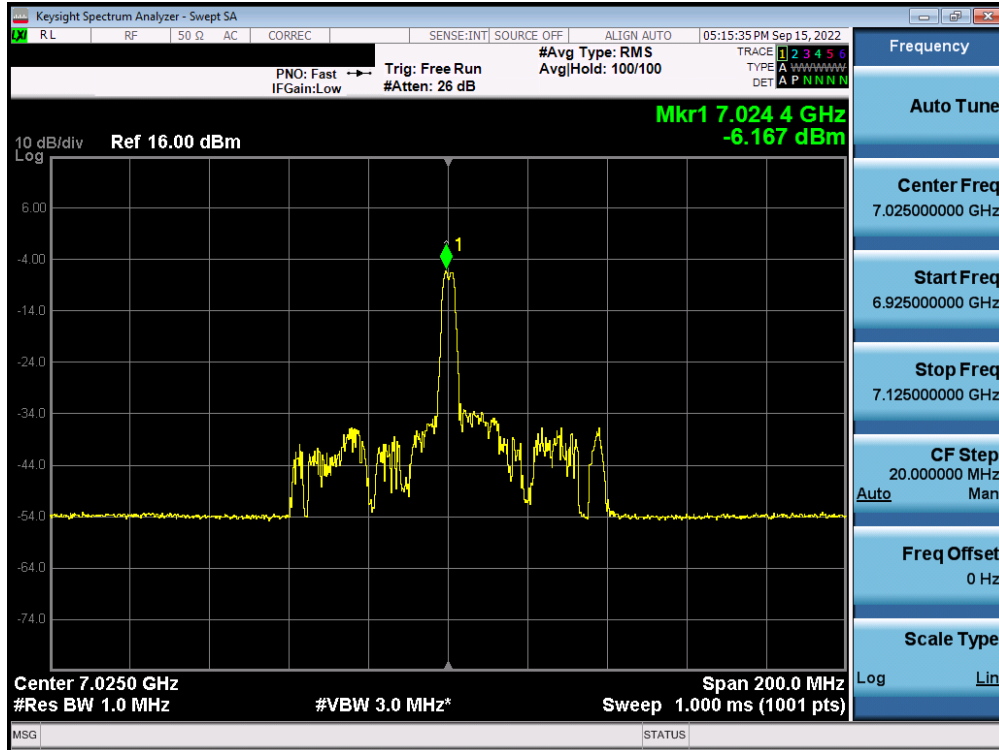 Keysight Spectrum Analyzer - Swept SA
LXI RL RF 50 Ω AC CORREC SENSE:INT SOURCE OFF ALIGN AUTO 05:15:35 PM Sep 15, 2022
PNO: Fast
IFGain:Low
Trig: Free Run
#Atten: 26 dB
#Avg Type: RMS
Avg|Hold: 100/100
TRACE 1 2 3 4 5 6
TYPE A WWWWW
DET A P N N N N
Mkr1 7.024 4 GHz
-6.167 dBm
10 dB/div Ref 16.00 dBm
Log
6.00
1
-4.00
-14.0
-24.0
-34.0
-44.0
-54.0
-64.0
-74.0
Center 7.0250 GHz Span 200.0 MHz
#Res BW 1.0 MHz #VBW 3.0 MHz* Sweep 1.000 ms (1001 pts)
MSG STATUS
Frequency
Auto Tune
Center Freq
7.025000000 GHz
Start Freq
6.925000000 GHz
Stop Freq
7.125000000 GHz
CF Step
20.000000 MHz
Auto Man
Freq Offset
0 Hz
Scale Type
Log Lin